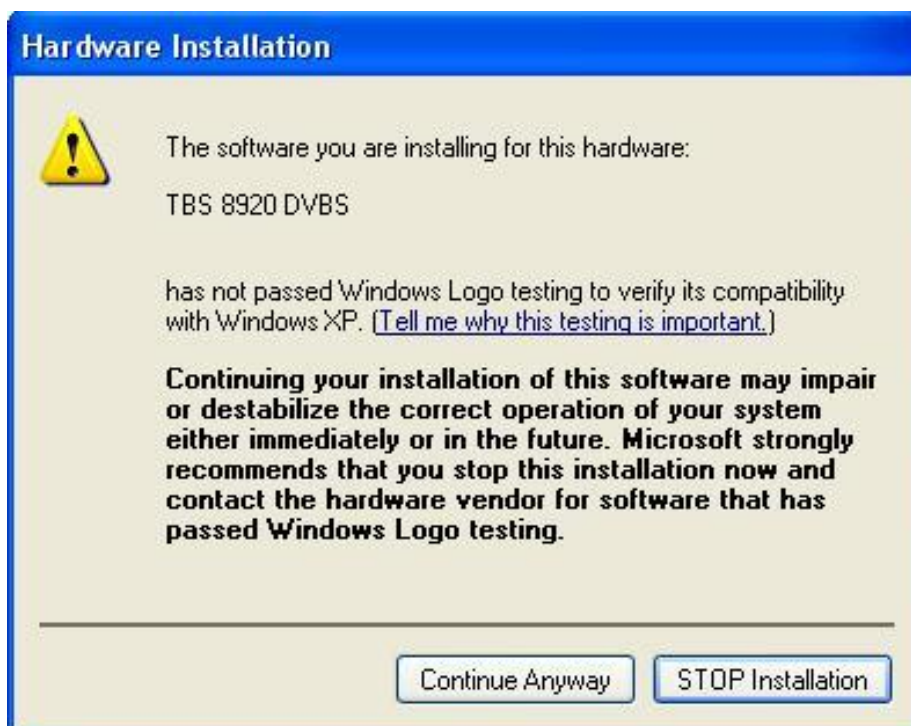 Hardware Installation
The software you are installing for this hardware:
TBS 8920 DVBS
has not passed Windows Logo testing to verify its compatibility
with Windows XP. (Tell me why this testing is important.)
Continuing your installation of this software may impair
or destabilize the correct operation of your system
either immediately or in the future. Microsoft strongly
recommends that you stop this installation now and
contact the hardware vendor for software that has
passed Windows Logo testing.
Continue Anyway
STOP Installation